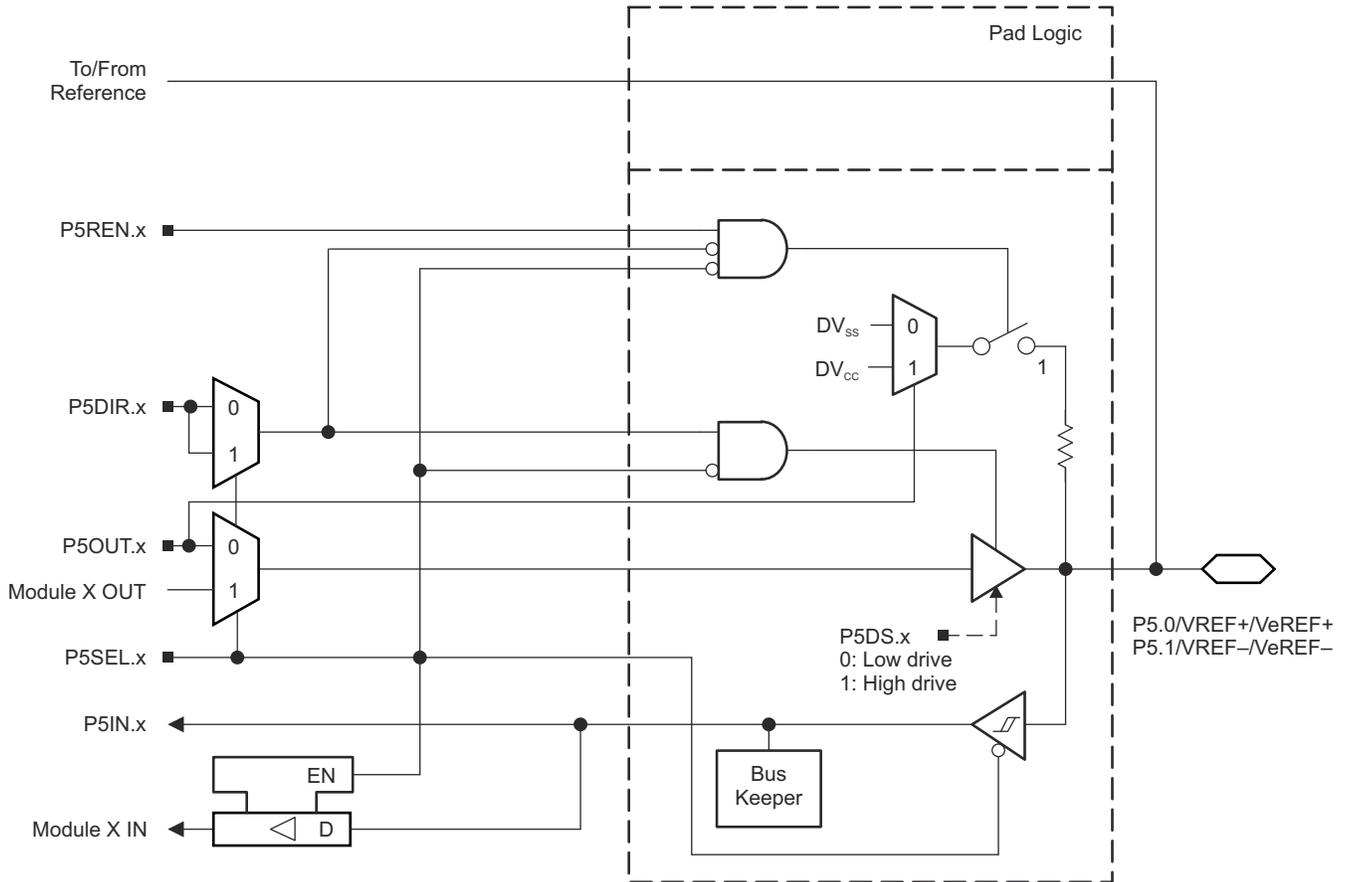 Pad Logic
To/From
Reference
P5REN.x
DVSS
0
DVCC
1
1
P5DIR.x
0
1
P5OUT.x
0
Module X OUT
1
P5DS.x
0: Low drive
1: High drive
P5.0/VREF+/VeREF+
P5.1/VREF–/VeREF–
P5SEL.x
P5IN.x
EN
Bus
Keeper
Module X IN
D